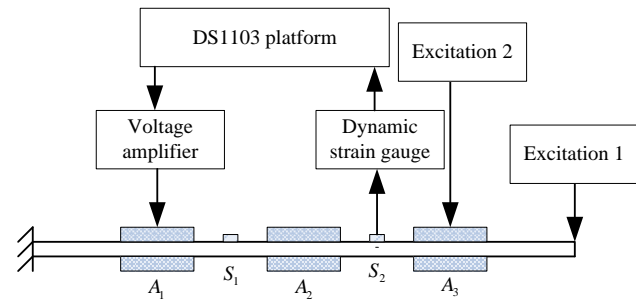 DS1103 platform
Excitation 2
Voltage
amplifier
Dynamic
strain gauge
Excitation 1
A1
S1
A2
S2
A3